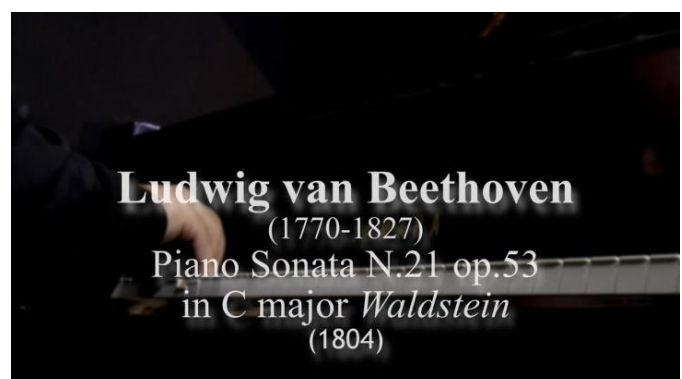 Ludwig van Beethoven
(1770-1827)
Piano Sonata N.21 op.53
in C major Waldstein
(1804)